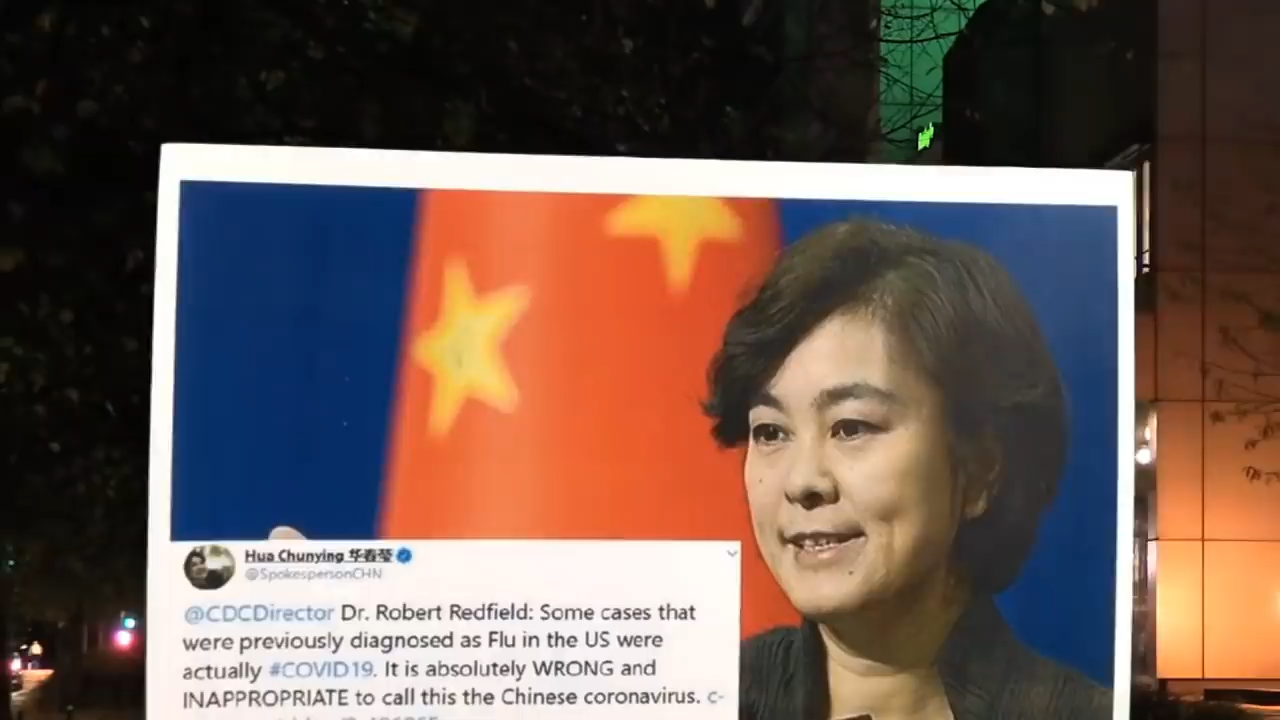 Hua Chunying 华春莹
@SpokespersonCHN
@CDCDirector Dr. Robert Redfield: Some cases that
were previously diagnosed as Flu in the US were
actually #COVID19. It is absolutely WRONG and
INAPPROPRIATE to call this the Chinese coronavirus. c-